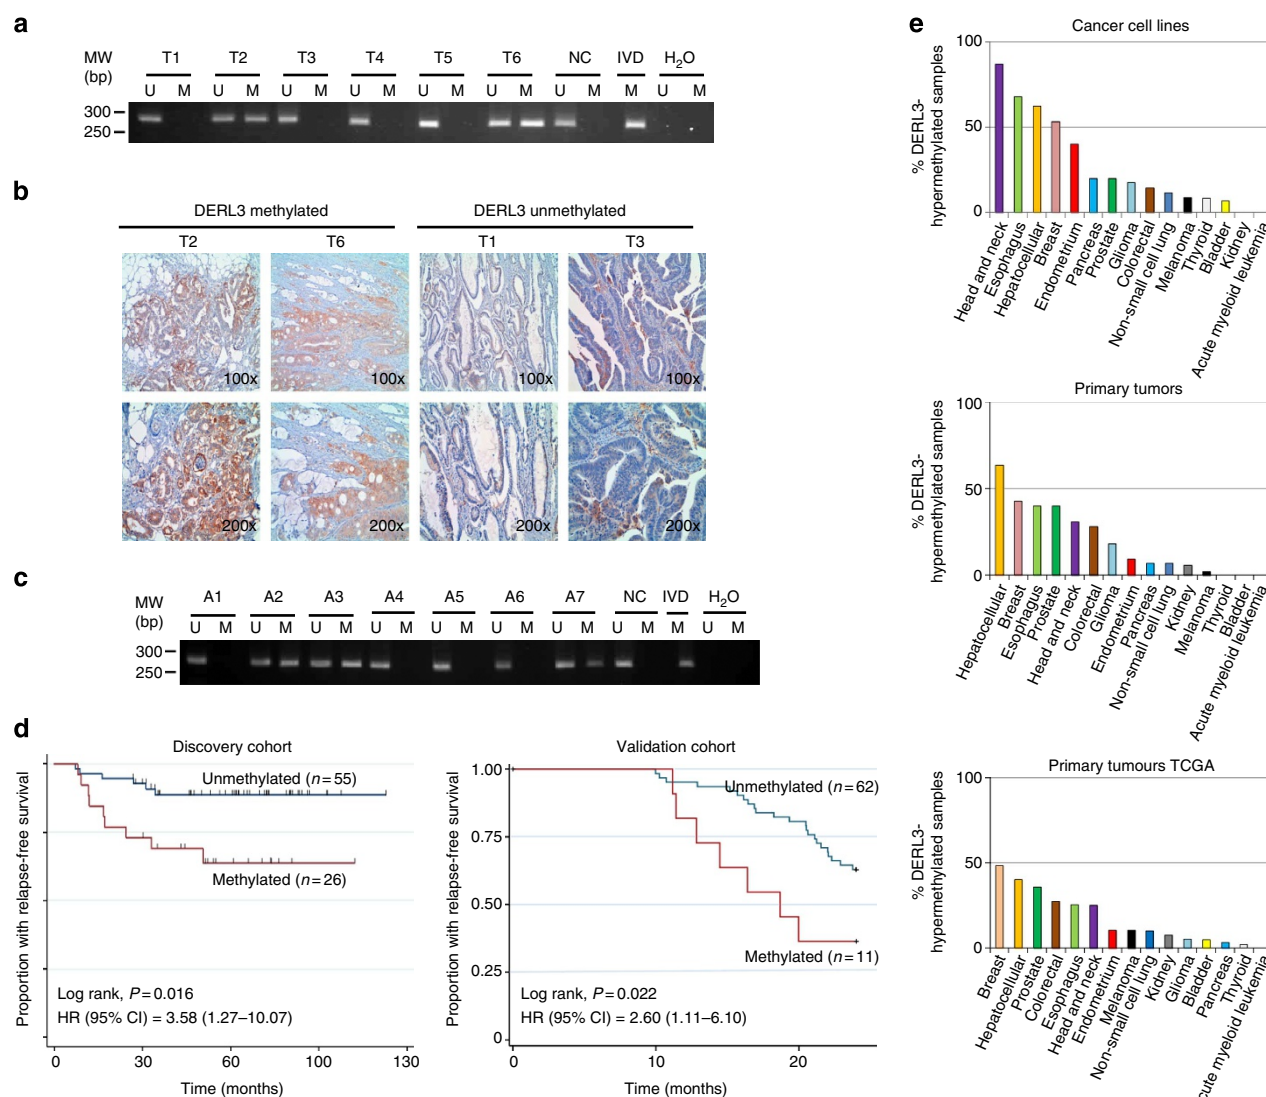 a
MW
(bp)
T1 T2 T3 T4 T5 T6 NC IVD H2O
U M U M U M U M U M U M U M M U M
300
250
b
DERL3 methylated DERL3 unmethylated
T2 T6 T1 T3
100x 100x 100x 100x
200x 200x 200x 200x
c
MW
(bp)
A1 A2 A3 A4 A5 A6 A7 NC IVD H2O
U M U M U M U M U M U M U M U M M U M
300
250
d
Discovery cohort
Proportion with relapse-free survival
Unmethylated (n=55)
Methylated (n=26)
Log rank, P=0.016
HR (95% CI) = 3.58 (1.27–10.07)
0 30 60 100 130
Time (months)
Validation cohort
Proportion with relapse-free survival
1.00
0.75
0.50
0.25
0
Unmethylated (n=62)
Methylated (n=11)
Log rank, P=0.022
HR (95% CI) = 2.60 (1.11–6.10)
0 10 20
Time (months)
e
Cancer cell lines
% DERL3-
hypermethylated samples
100
50
0
Head and neck
Esophagus
Hepatocellular
Breast
Endometrium
Pancreas
Prostate
Glioma
Colorectal
Non-small cell lung
Melanoma
Thyroid
Bladder
Kidney
Acute myeloid leukemia
Primary tumors
% DERL3-
hypermethylated samples
100
50
0
Hepatocellular
Breast
Esophagus
Prostate
Head and neck
Colorectal
Glioma
Endometrium
Pancreas
Non-small cell lung
Kidney
Melanoma
Thyroid
Bladder
Acute myeloid leukemia
Primary tumours TCGA
% DERL3-
hypermethylated samples
100
50
0
Breast
Hepatocellular
Prostate
Colorectal
Esophagus
Head and neck
Endometrium
Melanoma
Non-small cell lung
Kidney
Glioma
Bladder
Pancreas
Thyroid
cute myeloid leukemia